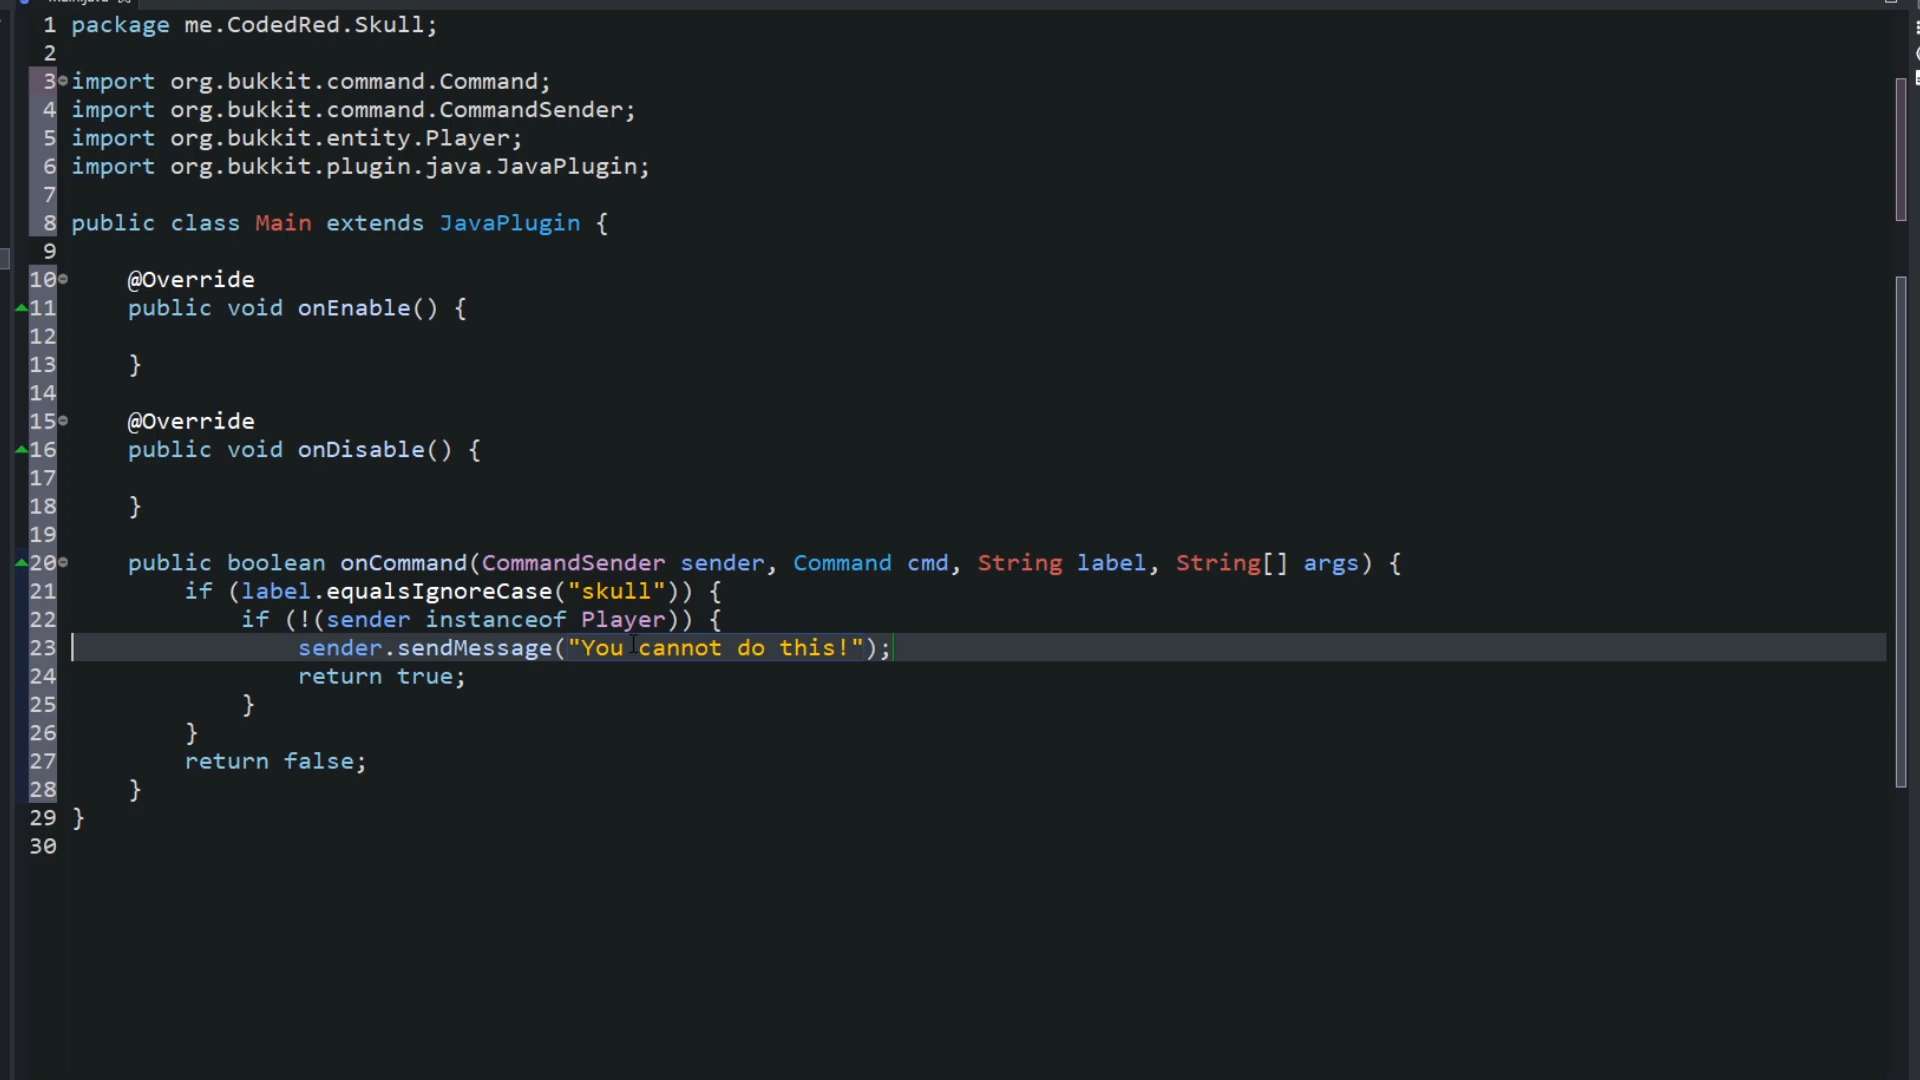 1 package me.CodedRed.Skull;
2
3 import org.bukkit.command.Command;
4 import org.bukkit.command.CommandSender;
5 import org.bukkit.entity.Player;
6 import org.bukkit.plugin.java.JavaPlugin;
7
8 public class Main extends JavaPlugin {
9
10     @Override
11     public void onEnable() {
12
13     }
14
15     @Override
16     public void onDisable() {
17
18     }
19
20     public boolean onCommand(CommandSender sender, Command cmd, String label, String[] args) {
21         if (label.equalsIgnoreCase("skull")) {
22             if (!(sender instanceof Player)) {
23                 sender.sendMessage("You cannot do this!");
24                 return true;
25             }
26         }
27         return false;
28     }
29 }
30